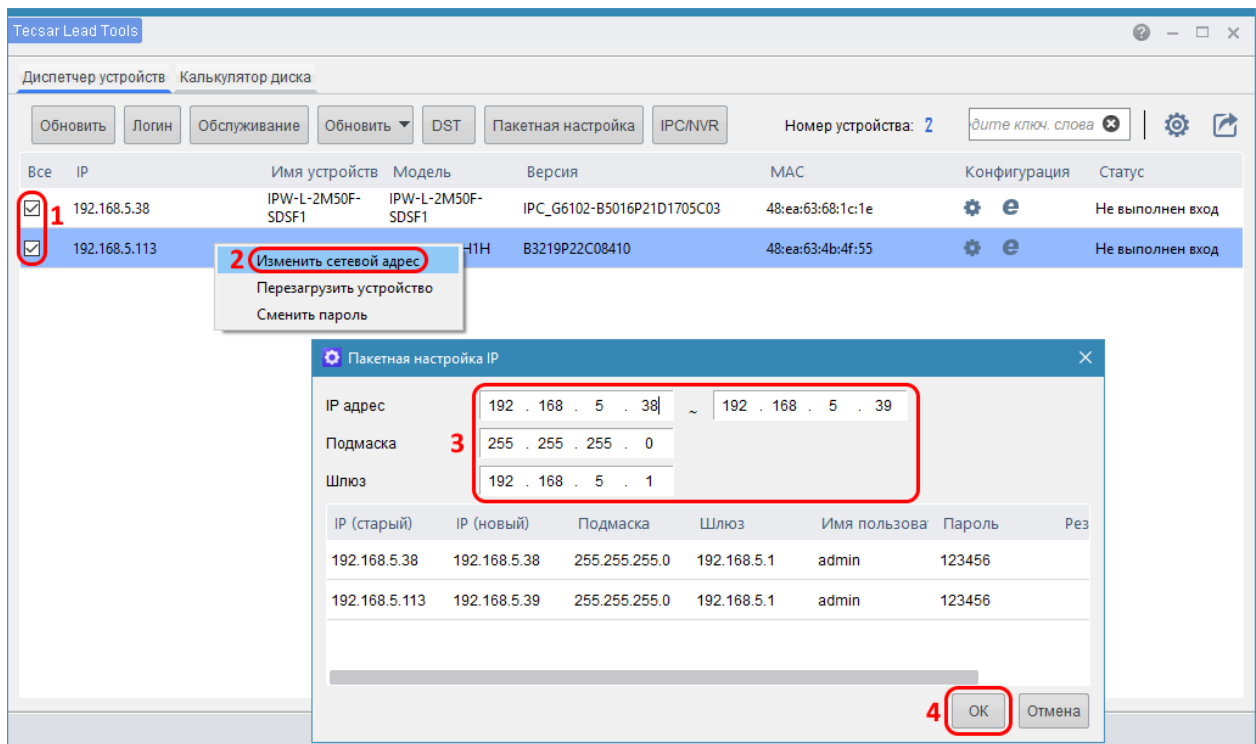 Tecsar Lead Tools
Диспетчер устройств Калькулятор диска
Обновить Логин Обслуживание Обновить DST Пакетная настройка IPC/NVR Номер устройства: 2 ключ. слова
Все IP Имя устройств Модель Версия MAC Конфигурация Статус
1 192.168.5.38 IPW-L-2M50F-SDSF1 IPW-L-2M50F-SDSF1 IPC_G6102-B5016P21D1705C03 48:ea:63:68:1c:1e Не выполнен вход
192.168.5.113 H1H B3219P22C08410 48:ea:63:4b:4f:55 Не выполнен вход
2 Изменить сетевой адрес
Перезагрузить устройство
Сменить пароль
Пакетная настройка IP
IP адрес 192 . 168 . 5 . 38 ~ 192 . 168 . 5 . 39
Подмаска 3 255 . 255 . 255 . 0
Шлюз 192 . 168 . 5 . 1
IP (старый) IP (новый) Подмаска Шлюз Имя пользова Пароль Рез
192.168.5.38 192.168.5.38 255.255.255.0 192.168.5.1 admin 123456
192.168.5.113 192.168.5.39 255.255.255.0 192.168.5.1 admin 123456
4 OK Отмена